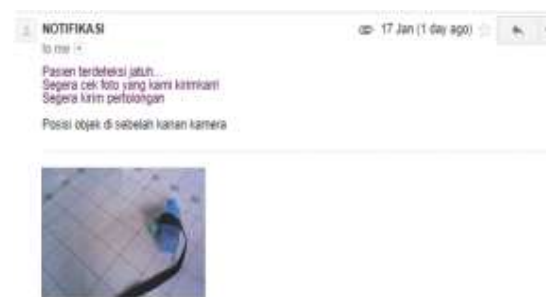 NOTIFIKASI
17 Jan (1 day ago)
to me
Pasien terdeteksi jatuh...
Segera cek foto yang kami kirimkan!
Segera kirim pertolongan
Posisi objek di sebelah kanan kamera